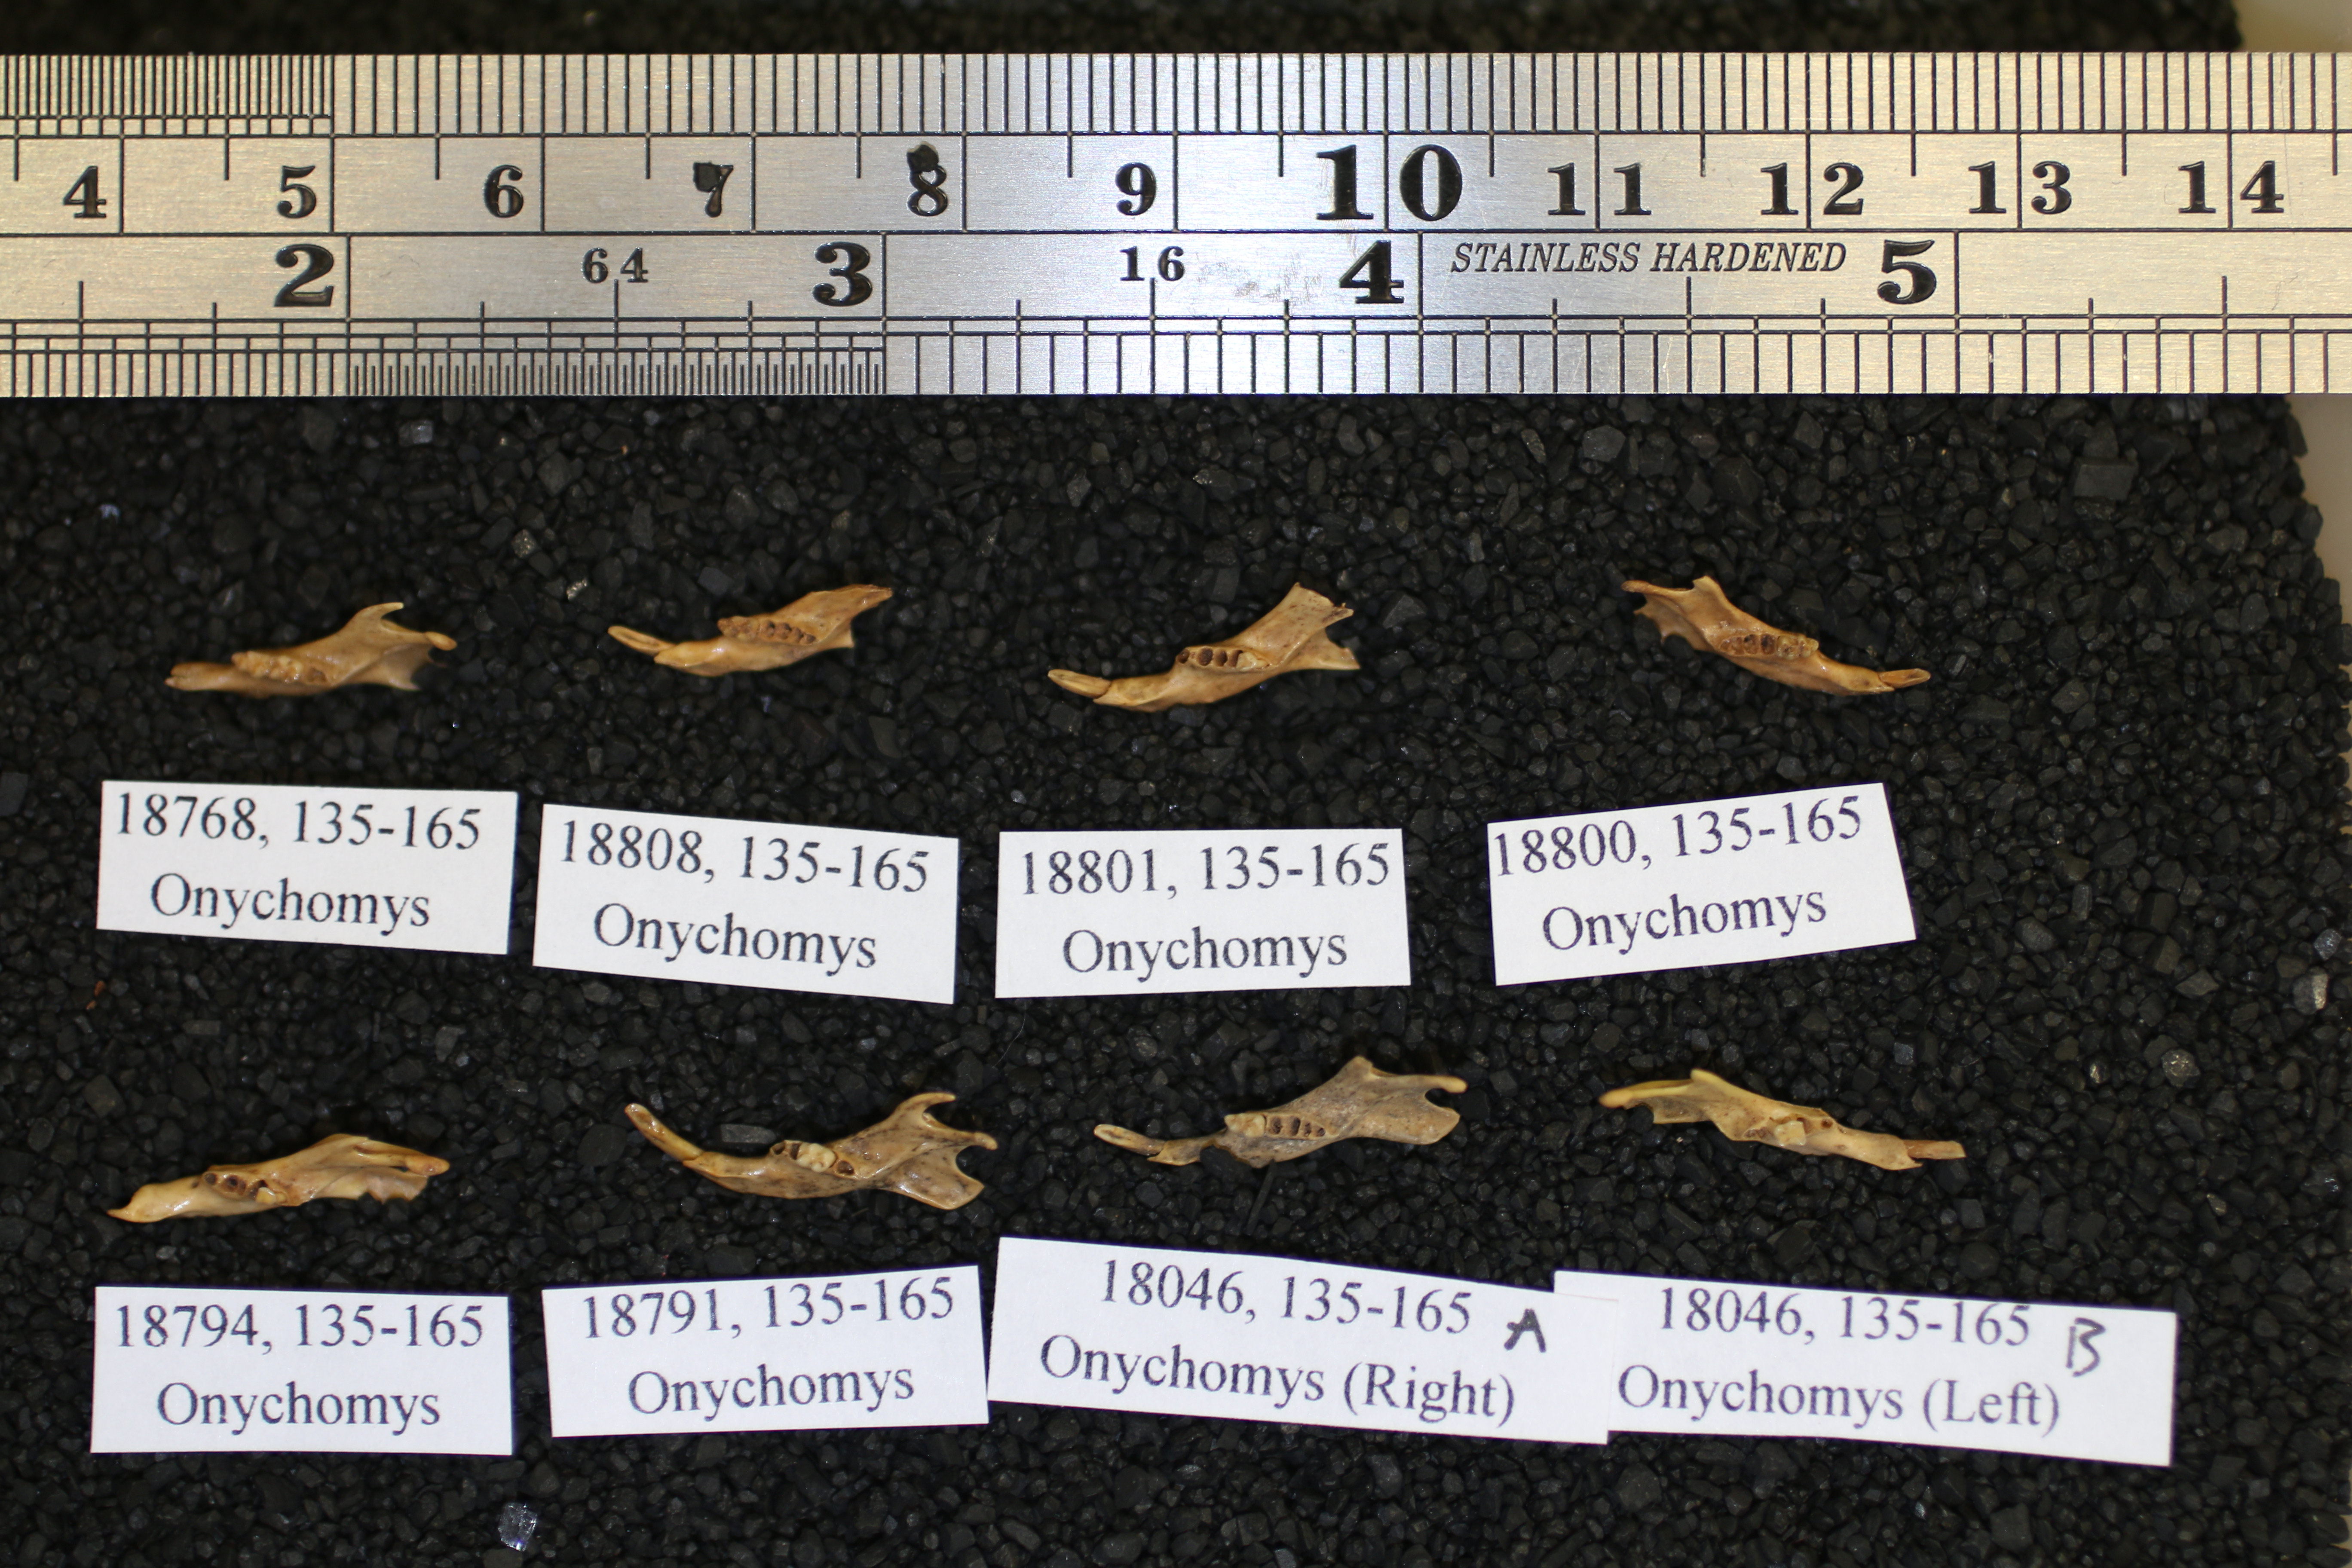 4 5 6 7 8 9 10 11 12 13 14
2 64 3 16 4 STAINLESS HARDENED 5
18768, 135-165
Onychomys
18808, 135-165
Onychomys
18801, 135-165
Onychomys
18800, 135-165
Onychomys
18794, 135-165
Onychomys
18791, 135-165
Onychomys
18046, 135-165 A
Onychomys (Right)
18046, 135-165 B
Onychomys (Left)